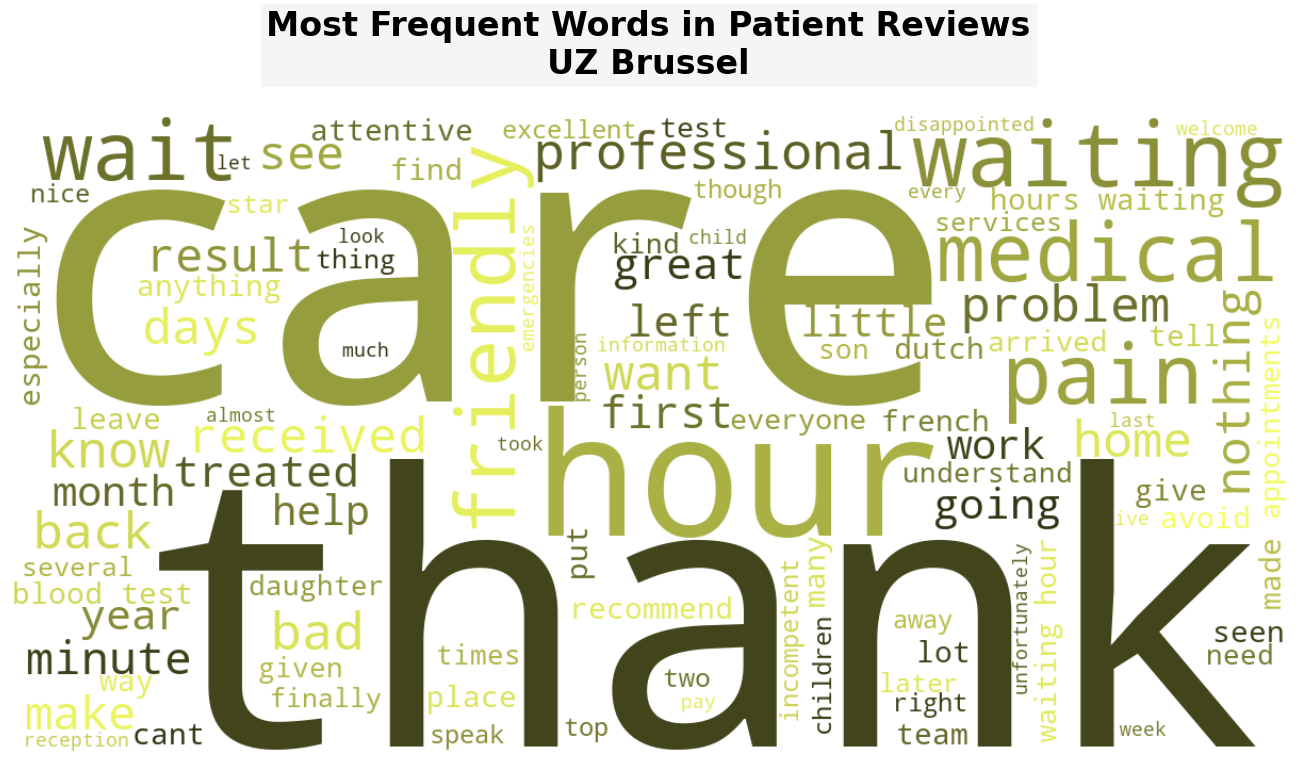 Most Frequent Words in Patient Reviews
UZ Brussel
wait
let
see
attentive
find
excellent
test
professional
disappointed
welcome
waiting
nice
star
friendly
though
every
hours waiting
services
especially
result
look
thing
anything
days
much
care
emergencies
kind
child
great
medical
left
little
problem
information
son
dutch
arrived
tell
person
want
pain
nothing
appointments
leave
almost
received
took
first
everyone
french
last
know
treated
hour
work
home
understand
month
help
going
give
back
put
avoid
ive
several
blood test
daughter
thank
many
recommend
incompetent
children
away
unfortunately
waiting hour
made
year
bad
minute
given
times
two
lot
seen
need
way
finally
place
pay
later
right
make
reception
cant
speak
top
team
week